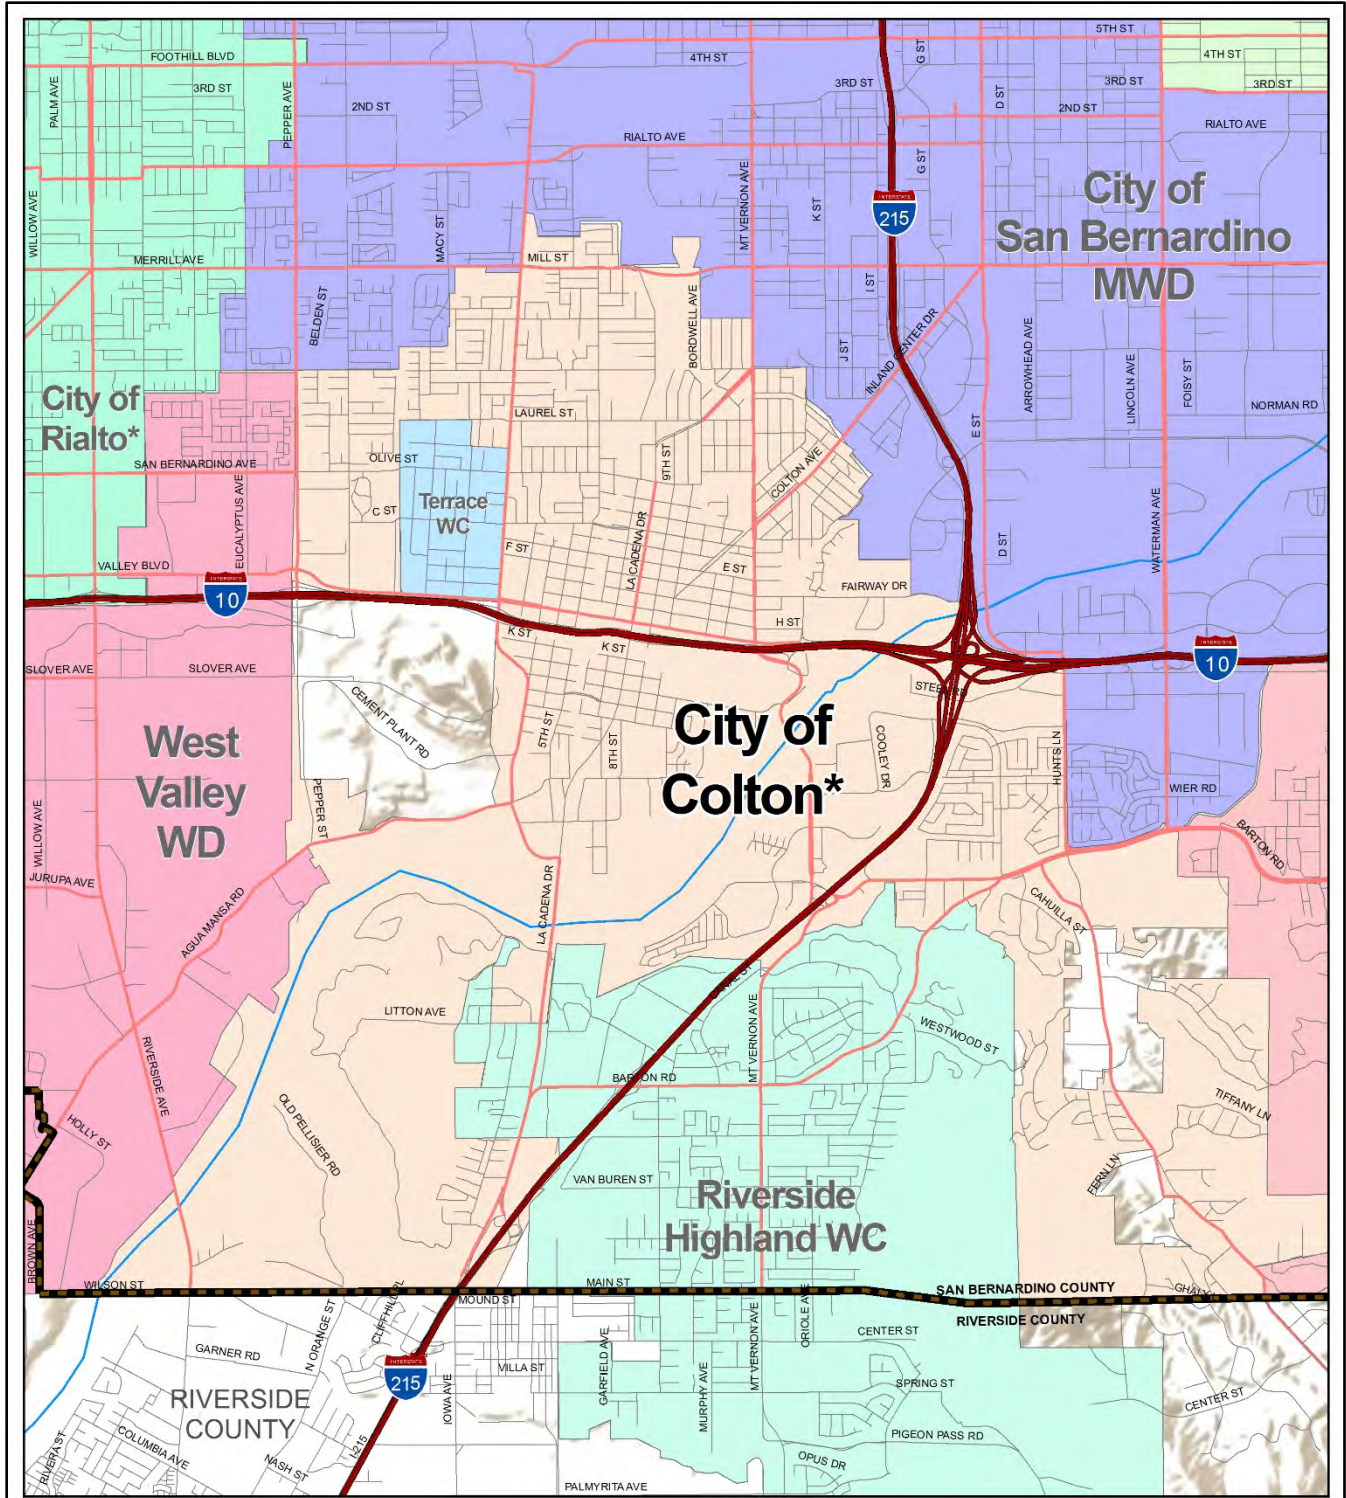 5TH ST
FOOTHILL BLVD
4TH ST
G ST
4TH ST
3RD ST
3RD ST
3RD ST
3RD ST
PALM AVE
PEPPER AVE
2ND ST
D ST
2ND ST
RIALTO AVE
RIALTO AVE
G ST
MT VERNON AVE
K ST
INTERSTATE
215
City of
San Bernardino
MWD
WILLOW AVE
MACY ST
MERRILL AVE
MILL ST
I ST
BELDEN ST
BORDWELL AVE
J ST
INLAND CENTER DR
ARROWHEAD AVE
LINCOLN AVE
FOISY ST
City of
Rialto*
LAUREL ST
NORMAN RD
E ST
SAN BERNARDINO AVE
OLIVE ST
9TH ST
COLTON AVE
EUCALYPTUS AVE
C ST
Terrace
WC
LA CADENA DR
WATERMAN AVE
D ST
F ST
E ST
VALLEY BLVD
INTERSTATE
10
FAIRWAY DR
H ST
K ST
K ST
INTERSTATE
10
SLOVER AVE
SLOVER AVE
STEEL RD
CEMENT PLANT RD
5TH ST
8TH ST
City of
Colton*
COOLEY DR
HUNTS LN
West
Valley
WD
PEPPER ST
WIER RD
WILLOW AVE
BARTON RD
JURUPA AVE
AGUA MANSA RD
LA CADENA DR
CAHUILLA ST
CANAL ST
LITTON AVE
MT VERNON AVE
WESTWOOD ST
RIVERSIDE AVE
BARTON RD
TIFFANY LN
HOLLY ST
OLD PELLISIER RD
FERN LN
VAN BUREN ST
Riverside
Highland WC
BROWN AVE
WILSON ST
MAIN ST
SAN BERNARDINO COUNTY
MOUND ST
RIVERSIDE COUNTY
N ORANGE ST
CLIFFHILL PL
ORIOLE AVE
CENTER ST
GARNER RD
VILLA ST
GARFIELD AVE
MT VERNON AVE
INTERSTATE
215
SPRING ST
CENTER ST
RIVERSIDE
COUNTY
IOWA AVE
MURPHY AVE
PIGEON PASS RD
COLUMBIA AVE
I-215
RIVERA ST
NASH ST
OPUS DR
PALMYRITA AVE